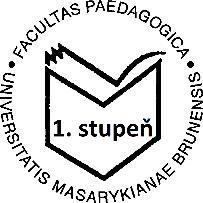 • FACULTAS PAEDAGOGICA •
UNIVERSITATIS MASARYKIANAE BRUNENSIS
1. stupeň